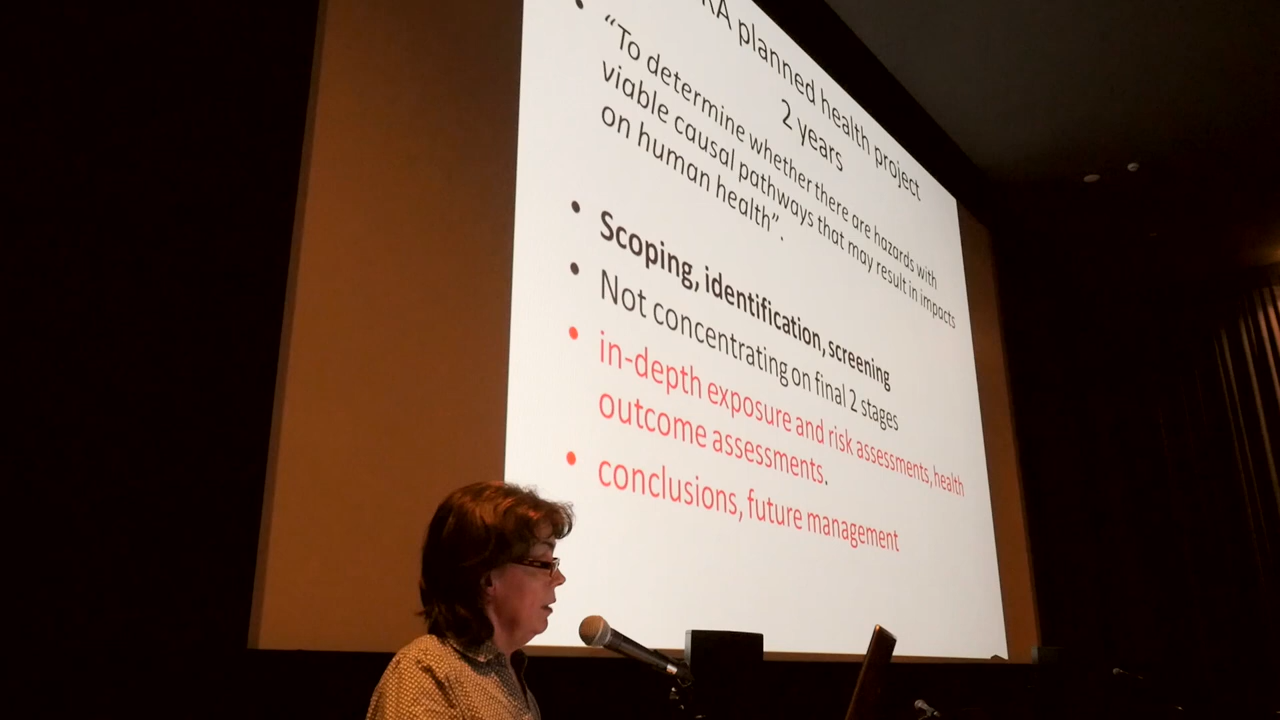 planned health project
2 years
• "To determine whether there are hazards with
viable causal pathways that may result in impacts
on human health".
• Scoping, identification, screening
• Not concentrating on final 2 stages
• in-depth exposure and risk assessments, health
outcome assessments.
• conclusions, future management